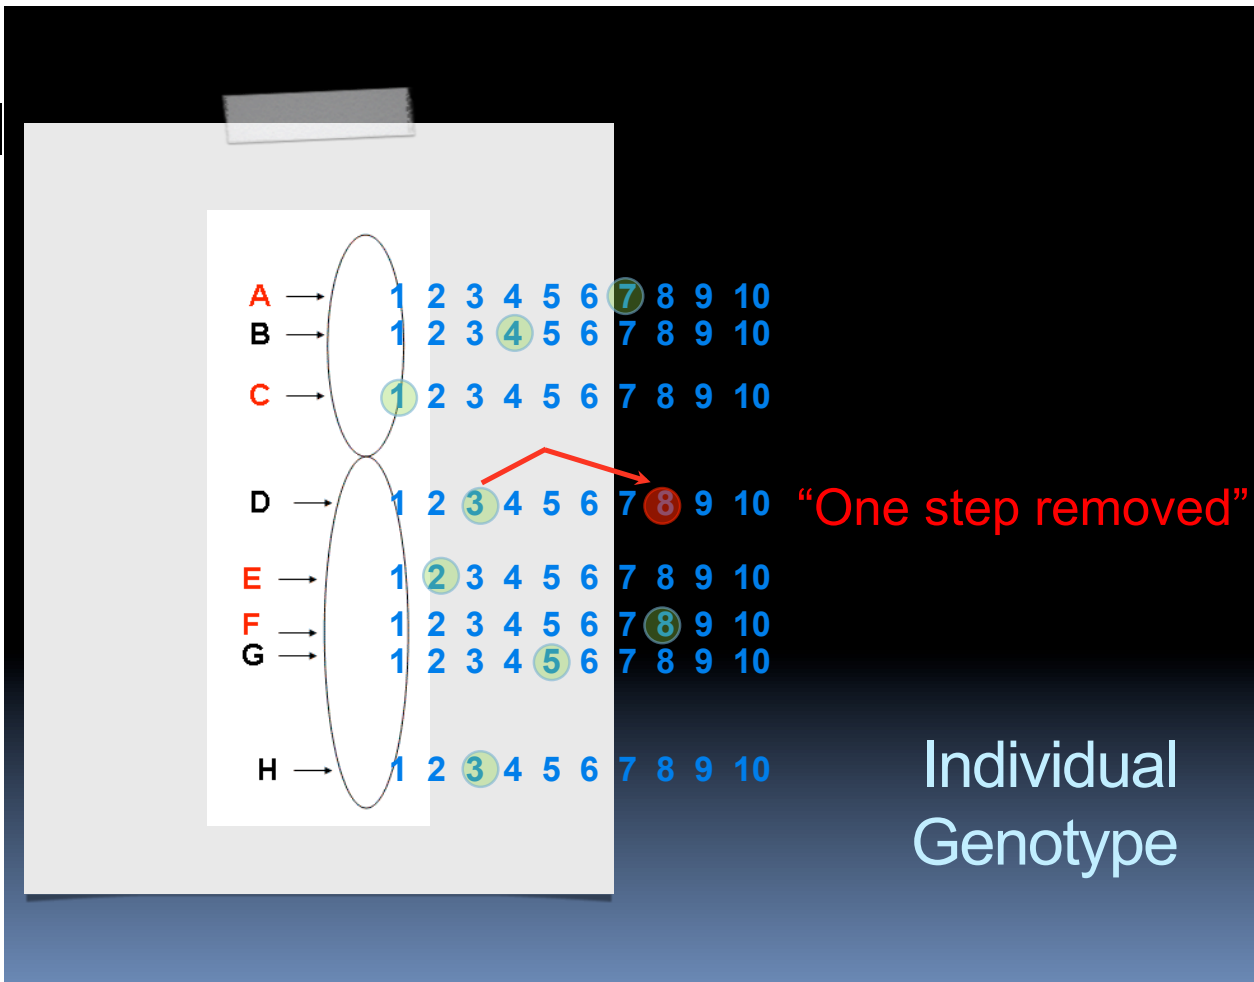 A 1 2 3 4 5 6 7 8 9 10
B 1 2 3 4 5 6 7 8 9 10
C 1 2 3 4 5 6 7 8 9 10
D 1 2 3 4 5 6 7 8 9 10 “One step removed”
E 1 2 3 4 5 6 7 8 9 10
F 1 2 3 4 5 6 7 8 9 10
G 1 2 3 4 5 6 7 8 9 10
H 1 2 3 4 5 6 7 8 9 10
Individual
Genotype